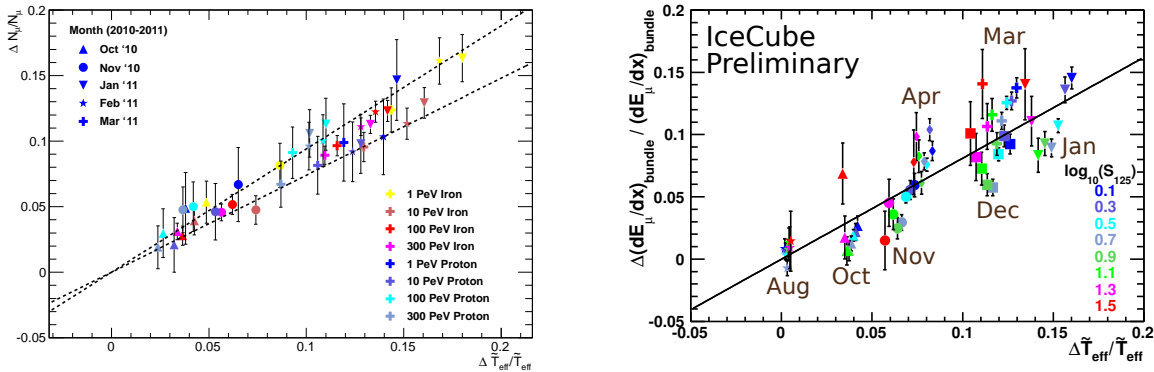 Δ N_μ/N_μ
0.2
0.15
0.1
0.05
0
-0.05
Month (2010-2011)
Oct ‘10
Nov ‘10
Jan ‘11
Feb ‘11
Mar ‘11
1 PeV Iron
10 PeV Iron
100 PeV Iron
300 PeV Iron
1 PeV Proton
10 PeV Proton
100 PeV Proton
300 PeV Proton
0 0.05 0.1 0.15 0.2
Δ T̃_eff/T̃_eff
Δ(dE_μ/dx)_bundle / (dE_μ/dx)_bundle
0.2
0.15
0.1
0.05
0
-0.05
IceCube
Preliminary
Mar
Apr
Jan
Dec
Nov
Oct
Aug
log₁₀(S₁₂₅)
0.1
0.3
0.5
0.7
0.9
1.1
1.3
1.5
-0.05 0 0.05 0.1 0.15 0.2
ΔT̃_eff/T̃_eff